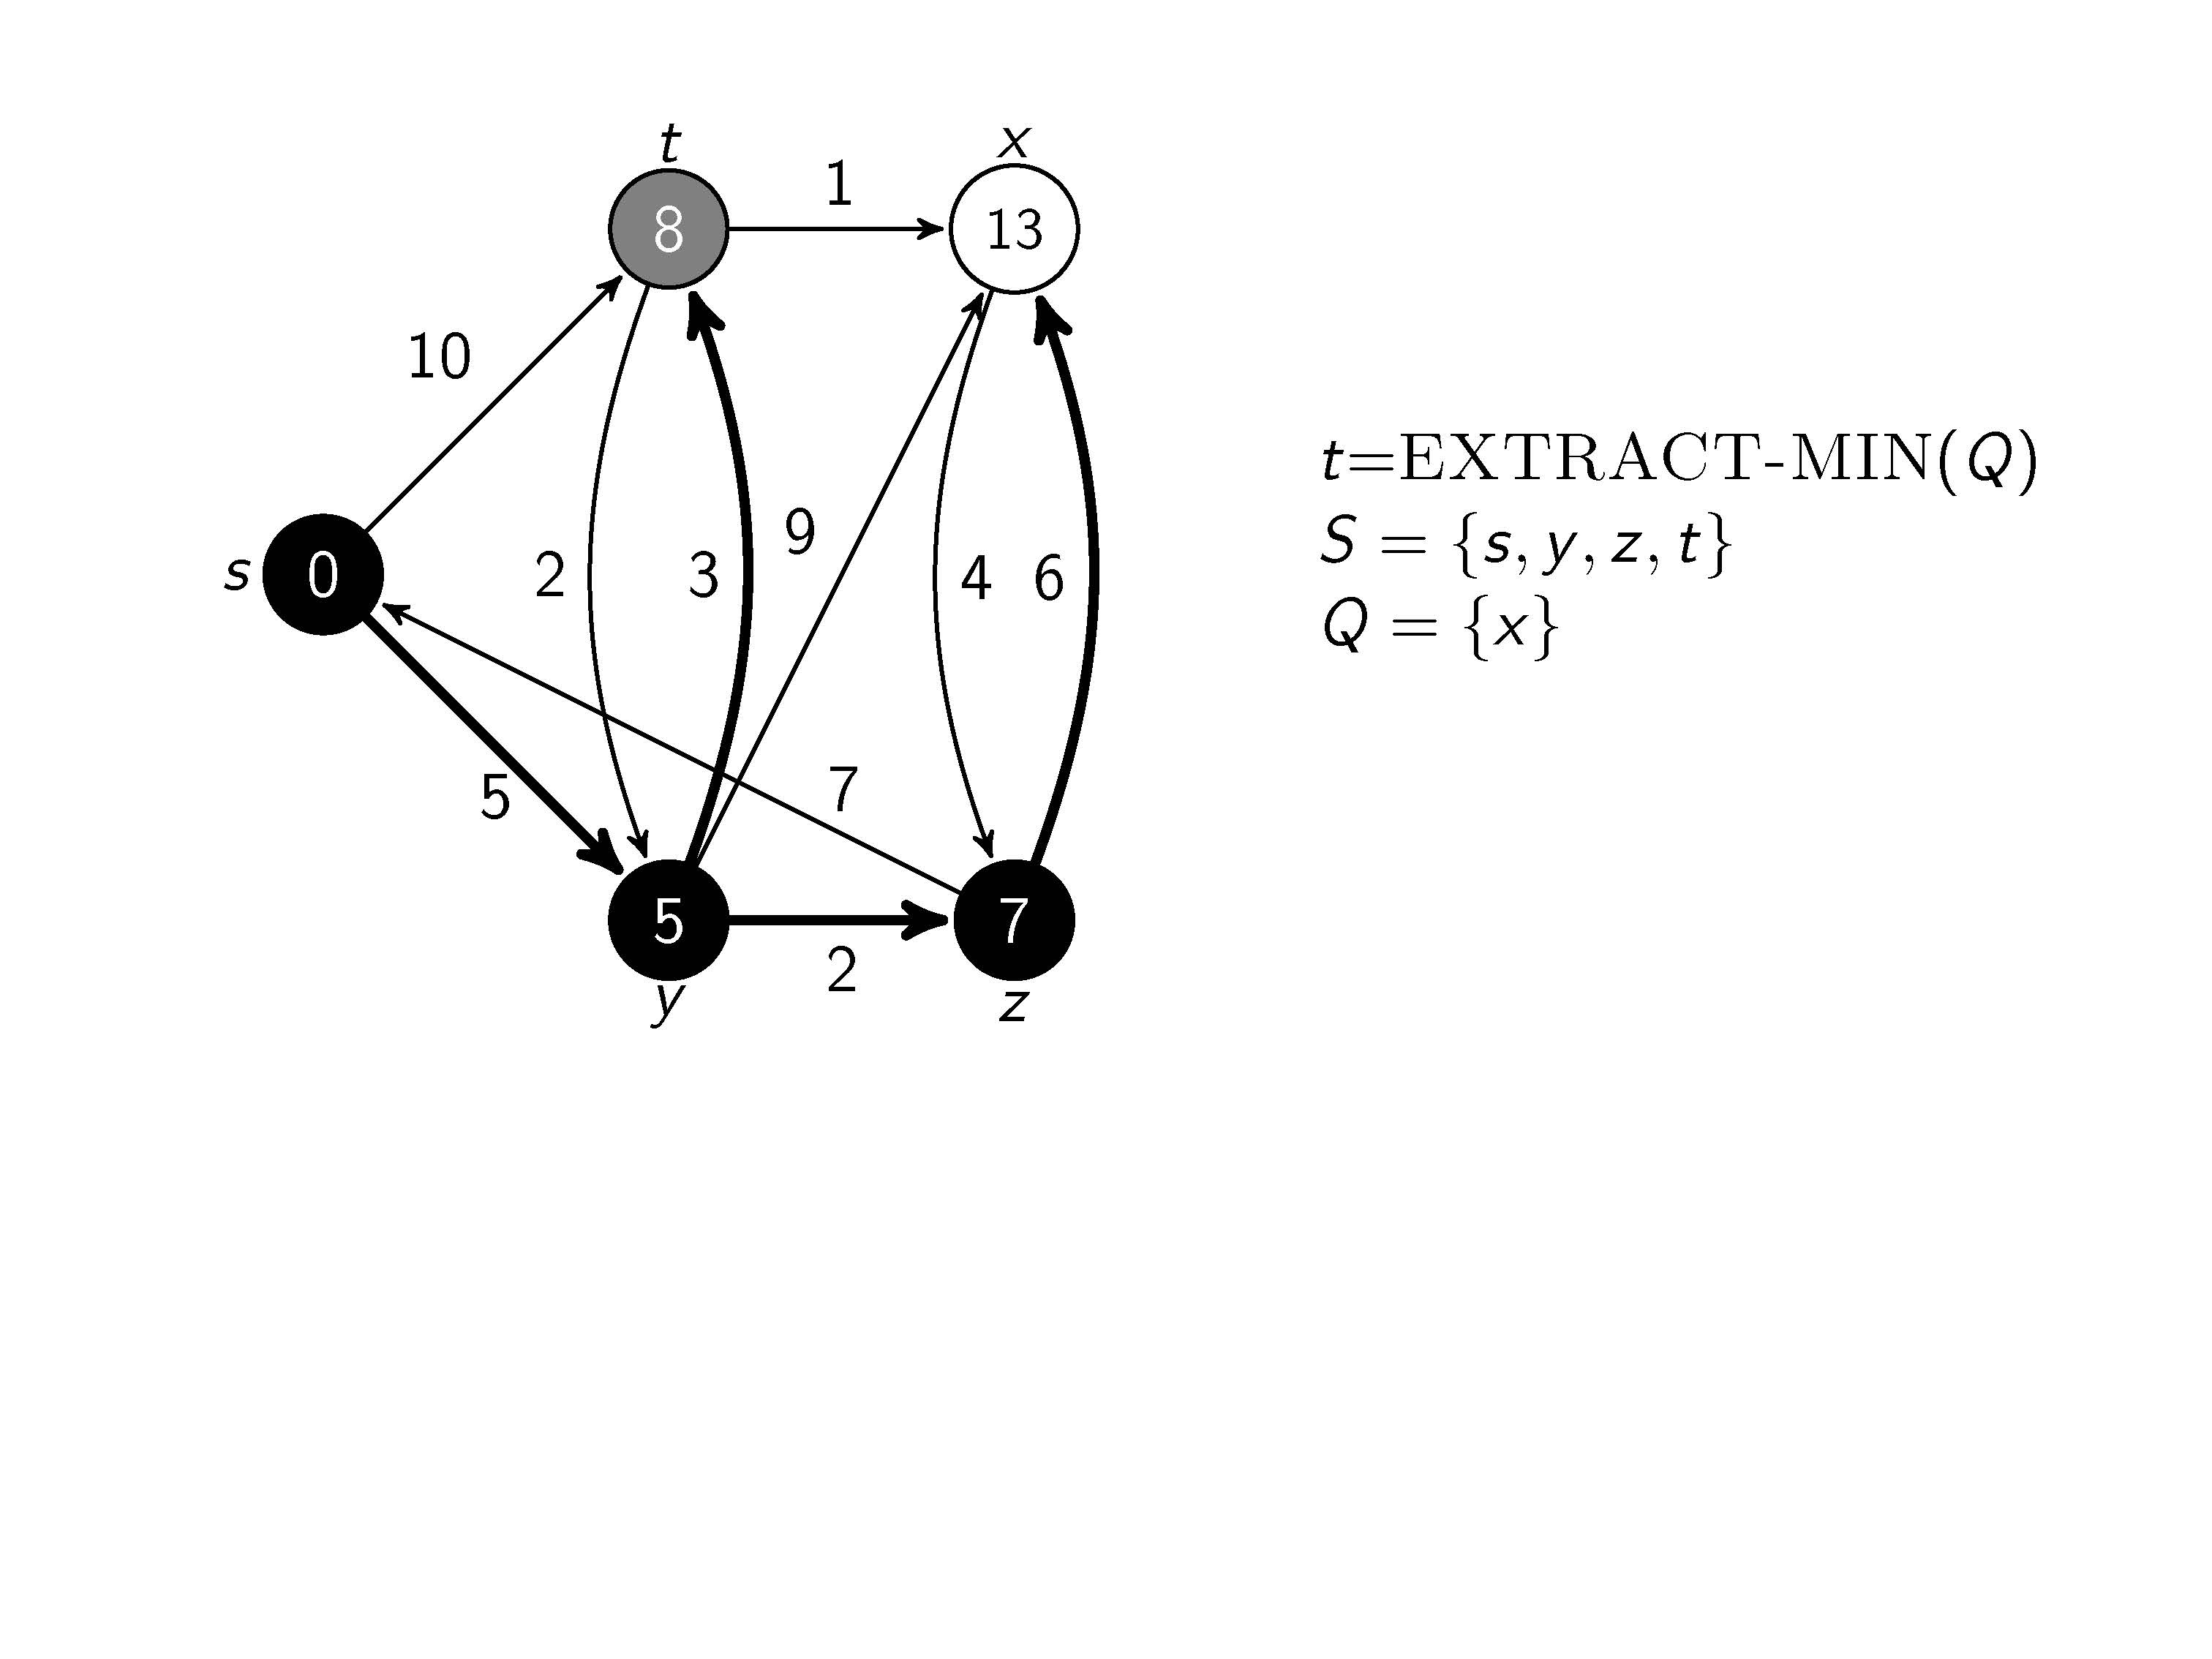 t
x
1
8
13
10
9
2
3
4
6
s
0
5
7
5
7
2
y
z
t=EXTRACT-MIN(Q)
S = {s, y, z, t}
Q = {x}